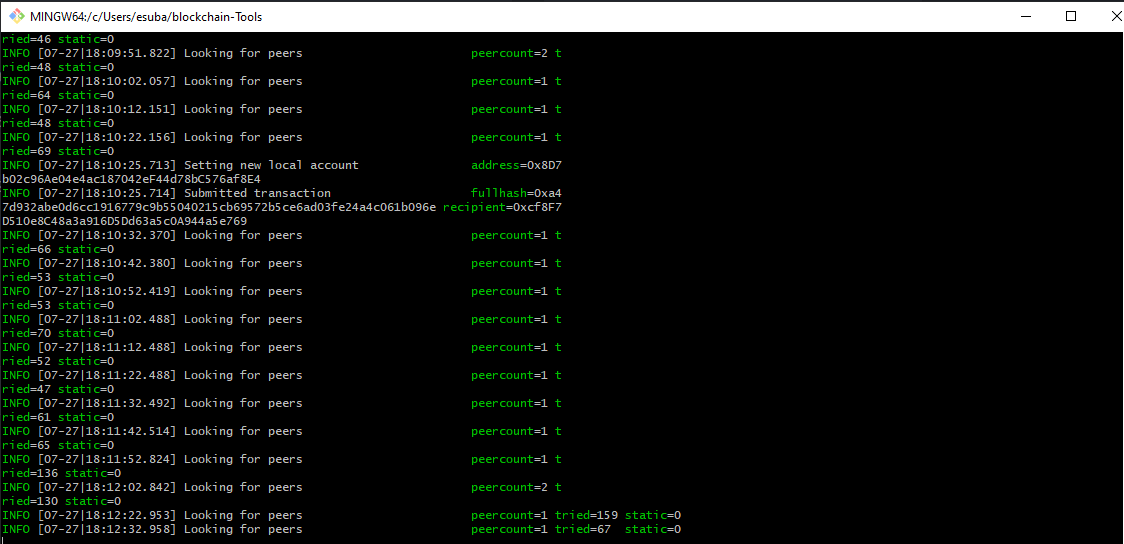 MINGW64:/c/Users/esuba/blockchain-Tools
ried=46 static=0
INFO [07-27|18:09:51.822] Looking for peers peercount=2 t
ried=48 static=0
INFO [07-27|18:10:02.057] Looking for peers peercount=1 t
ried=64 static=0
INFO [07-27|18:10:12.151] Looking for peers peercount=1 t
ried=48 static=0
INFO [07-27|18:10:22.156] Looking for peers peercount=1 t
ried=69 static=0
INFO [07-27|18:10:25.713] Setting new local account address=0x8D7
b02c96Ae04e4ac187042eF44d78bC576af8E4
INFO [07-27|18:10:25.714] Submitted transaction fullhash=0xa4
7d932abe0d6cc1916779c9b55040215cb69572b5ce6ad03fe24a4c061b096e recipient=0xcf8F7
D510e8C48a3a916D5Dd63a5c0A944a5e769
INFO [07-27|18:10:32.370] Looking for peers peercount=1 t
ried=66 static=0
INFO [07-27|18:10:42.380] Looking for peers peercount=1 t
ried=53 static=0
INFO [07-27|18:10:52.419] Looking for peers peercount=1 t
ried=53 static=0
INFO [07-27|18:11:02.488] Looking for peers peercount=1 t
ried=70 static=0
INFO [07-27|18:11:12.488] Looking for peers peercount=1 t
ried=52 static=0
INFO [07-27|18:11:22.488] Looking for peers peercount=1 t
ried=47 static=0
INFO [07-27|18:11:32.492] Looking for peers peercount=1 t
ried=61 static=0
INFO [07-27|18:11:42.514] Looking for peers peercount=1 t
ried=65 static=0
INFO [07-27|18:11:52.824] Looking for peers peercount=1 t
ried=136 static=0
INFO [07-27|18:12:02.842] Looking for peers peercount=2 t
ried=130 static=0
INFO [07-27|18:12:22.953] Looking for peers peercount=1 tried=159 static=0
INFO [07-27|18:12:32.958] Looking for peers peercount=1 tried=67 static=0